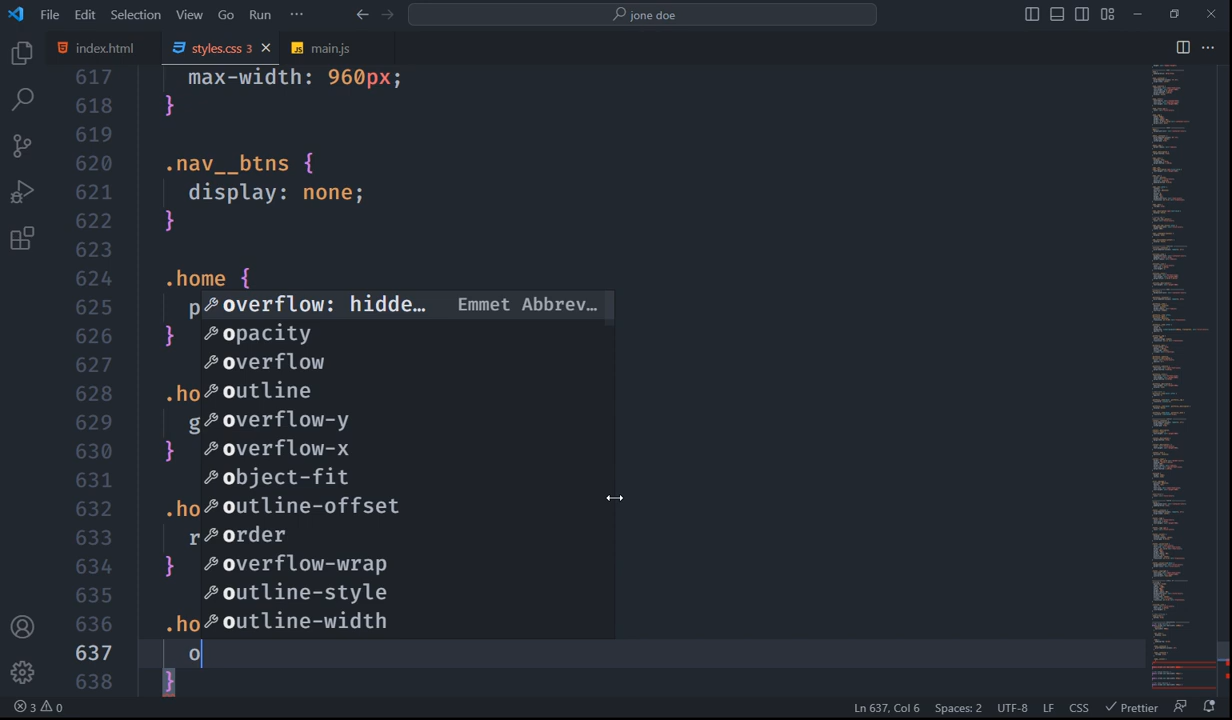 File Edit Selection View Go Run ··· jone doe
index.html styles.css 3 main.js
617 max-width: 960px;
618 }
619
620 .nav__btns {
621 display: none;
622 }
623
624 .home {
625 p overflow: hidde… Emmet Abbrev…
626 } opacity
627 overflow
628 .ho outline
629 g overflow-y
630 } overflow-x
631 object-fit
632 .ho outline-offset
633 r order
634 } overflow-wrap
635 outline-style
636 .ho outline-width
637 o
638 }
3 0 Ln 637, Col 6 Spaces: 2 UTF-8 LF CSS Prettier